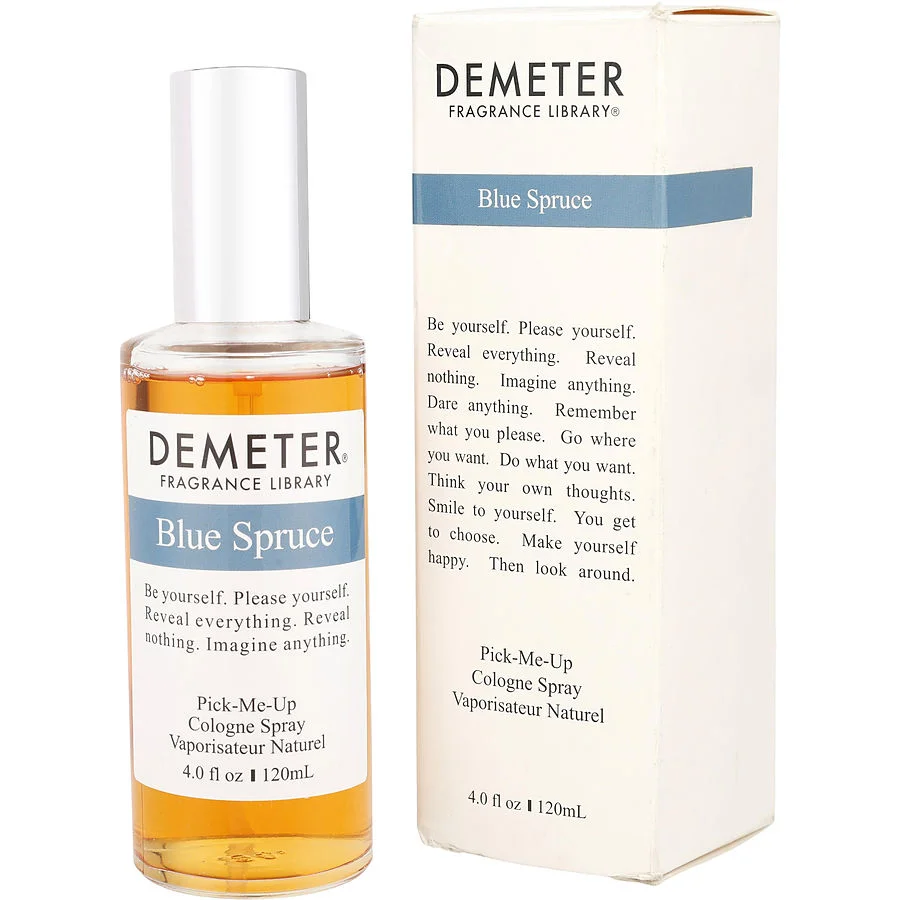 DEMETER®
FRAGRANCE LIBRARY
Blue Spruce
Be yourself. Please yourself.
Reveal everything. Reveal
nothing. Imagine anything.
Pick-Me-Up
Cologne Spray
Vaporisateur Naturel
4.0 fl oz ❙ 120mL
DEMETER
FRAGRANCE LIBRARY®
Blue Spruce
Be yourself. Please yourself.
Reveal everything. Reveal
nothing. Imagine anything.
Dare anything. Remember
what you please. Go where
you want. Do what you want.
Think your own thoughts.
Smile to yourself. You get
to choose. Make yourself
happy. Then look around.
Pick-Me-Up
Cologne Spray
Vaporisateur Naturel
4.0 fl oz ❙ 120mL